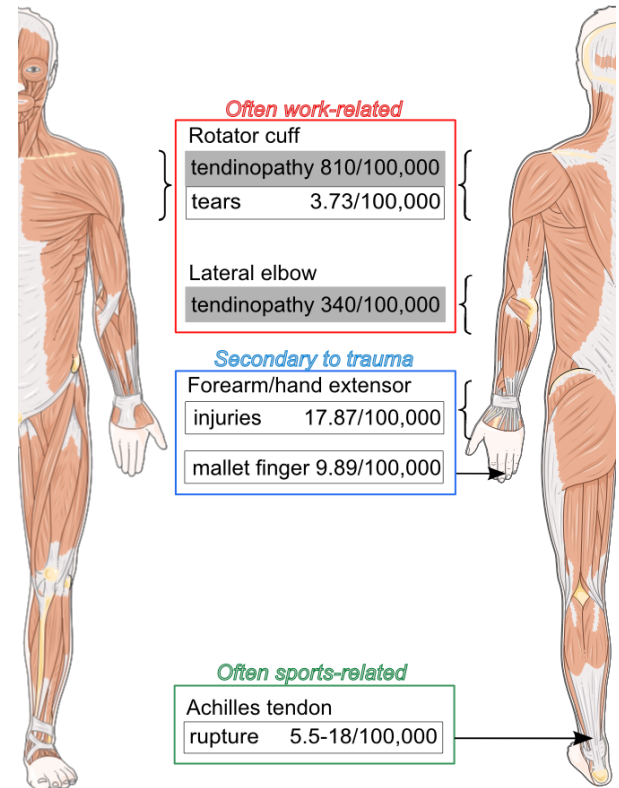 Often work-related
Rotator cuff
tendinopathy 810/100,000
tears 3.73/100,000
Lateral elbow
tendinopathy 340/100,000
Secondary to trauma
Forearm/hand extensor
injuries 17.87/100,000
mallet finger 9.89/100,000
Often sports-related
Achilles tendon
rupture 5.5-18/100,000